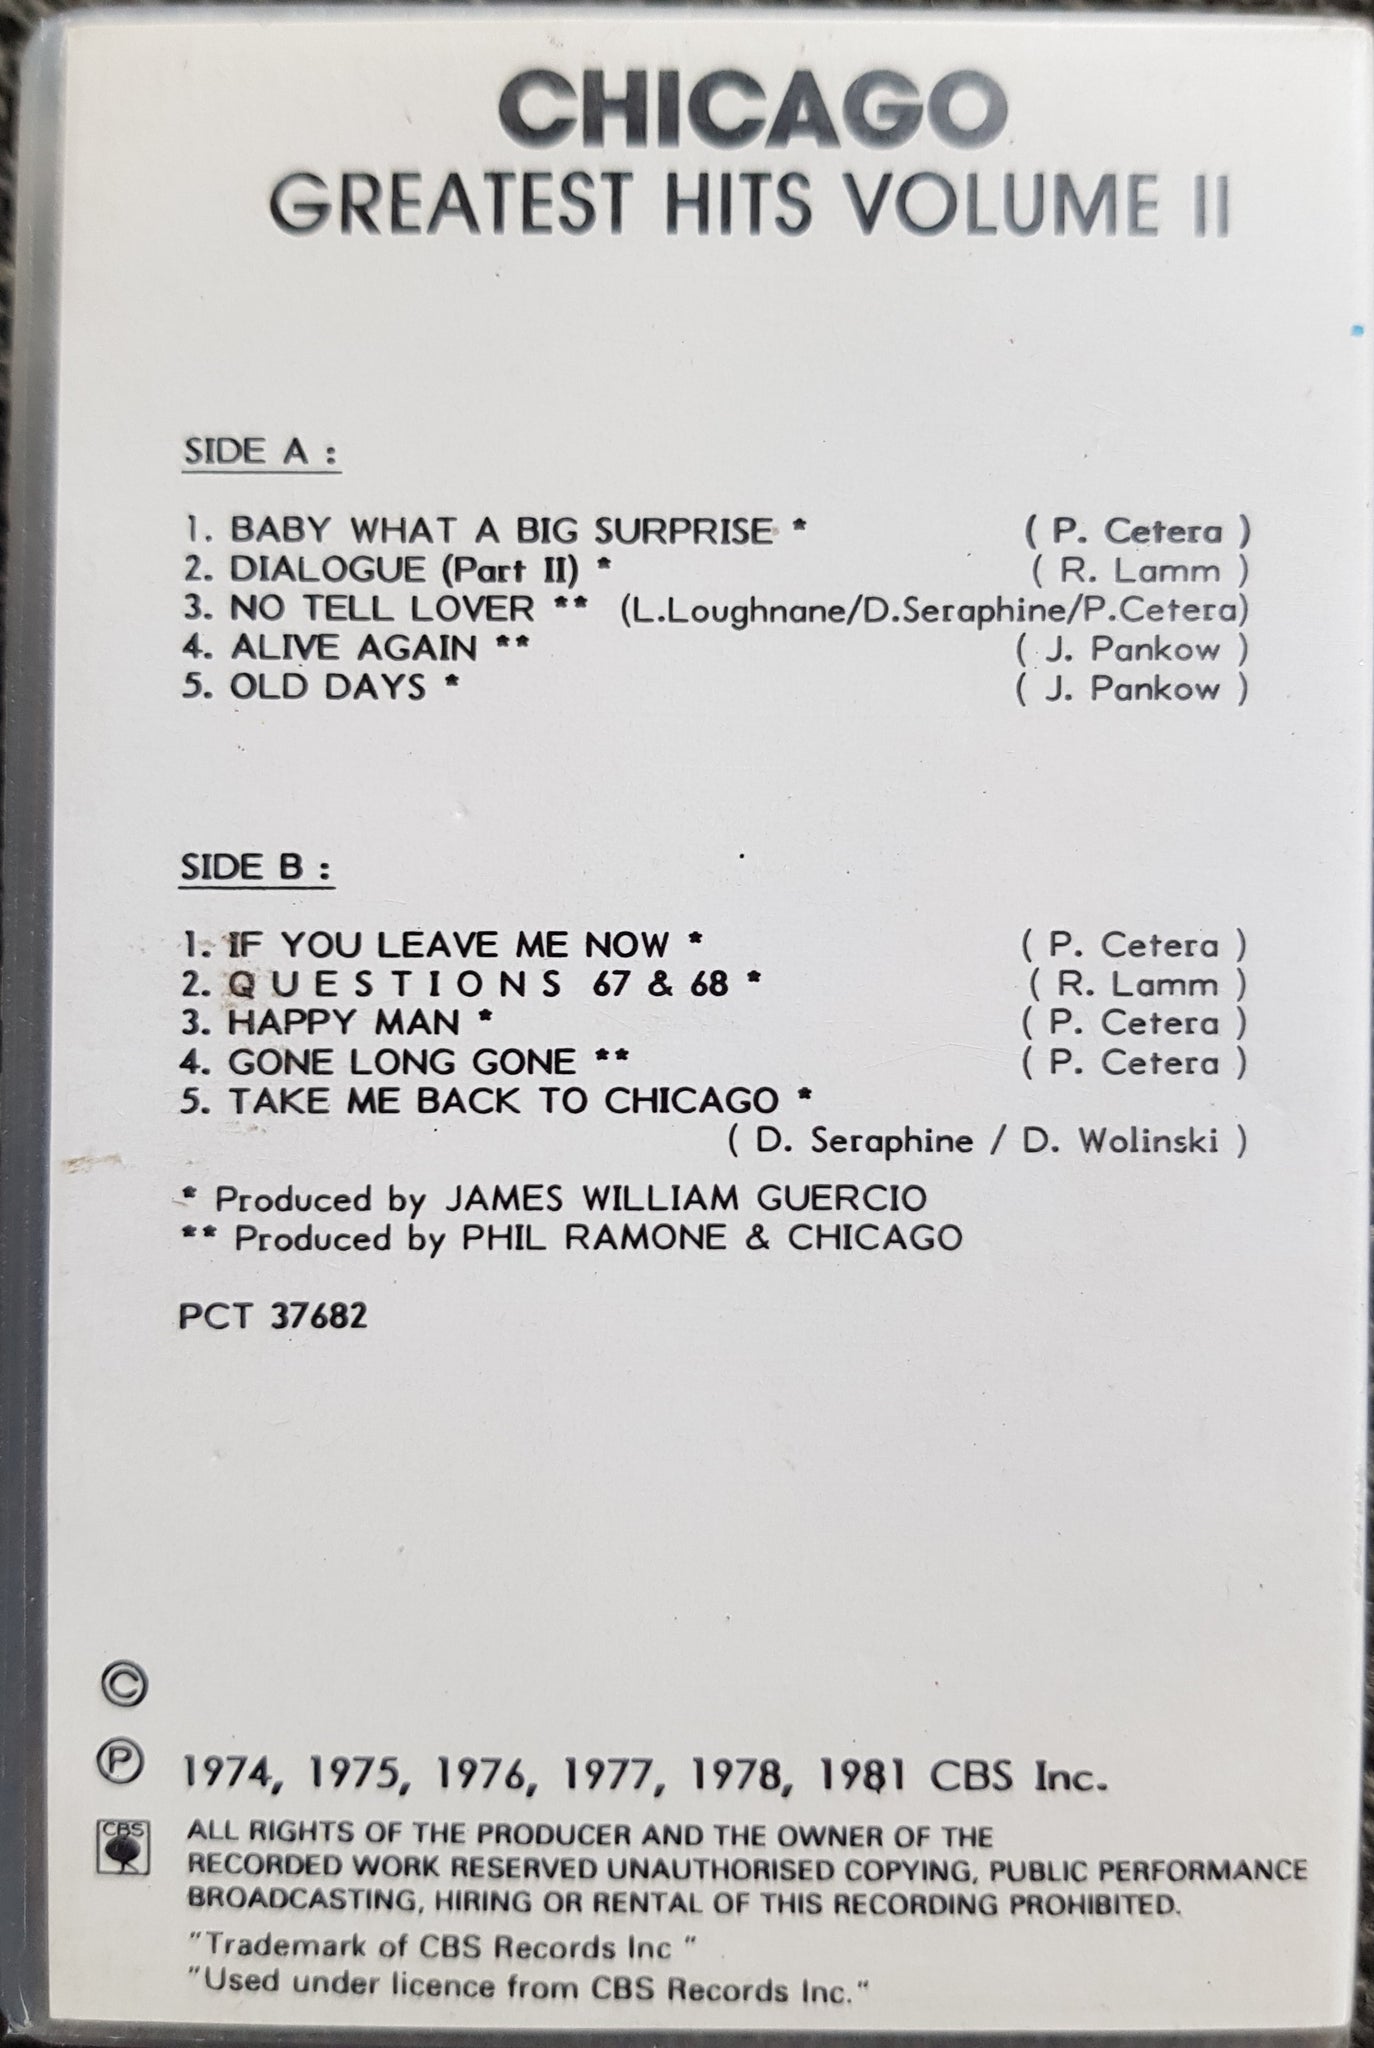 CHICAGO
GREATEST HITS VOLUME II
SIDE A :
1. BABY WHAT A BIG SURPRISE * ( P. Cetera )
2. DIALOGUE (Part II) * ( R. Lamm )
3. NO TELL LOVER ** (L.Loughnane/D.Seraphine/P.Cetera)
4. ALIVE AGAIN ** ( J. Pankow )
5. OLD DAYS * ( J. Pankow )
SIDE B :
1. IF YOU LEAVE ME NOW * ( P. Cetera )
2. Q U E S T I O N S 67 & 68 * ( R. Lamm )
3. HAPPY MAN * ( P. Cetera )
4. GONE LONG GONE ** ( P. Cetera )
5. TAKE ME BACK TO CHICAGO *
( D. Seraphine / D. Wolinski )
* Produced by JAMES WILLIAM GUERCIO
** Produced by PHIL RAMONE & CHICAGO
PCT 37682
©
℗ 1974, 1975, 1976, 1977, 1978, 1981 CBS Inc.
CBS
ALL RIGHTS OF THE PRODUCER AND THE OWNER OF THE
RECORDED WORK RESERVED UNAUTHORISED COPYING, PUBLIC PERFORMANCE
BROADCASTING, HIRING OR RENTAL OF THIS RECORDING PROHIBITED.
"Trademark of CBS Records Inc "
"Used under licence from CBS Records Inc."